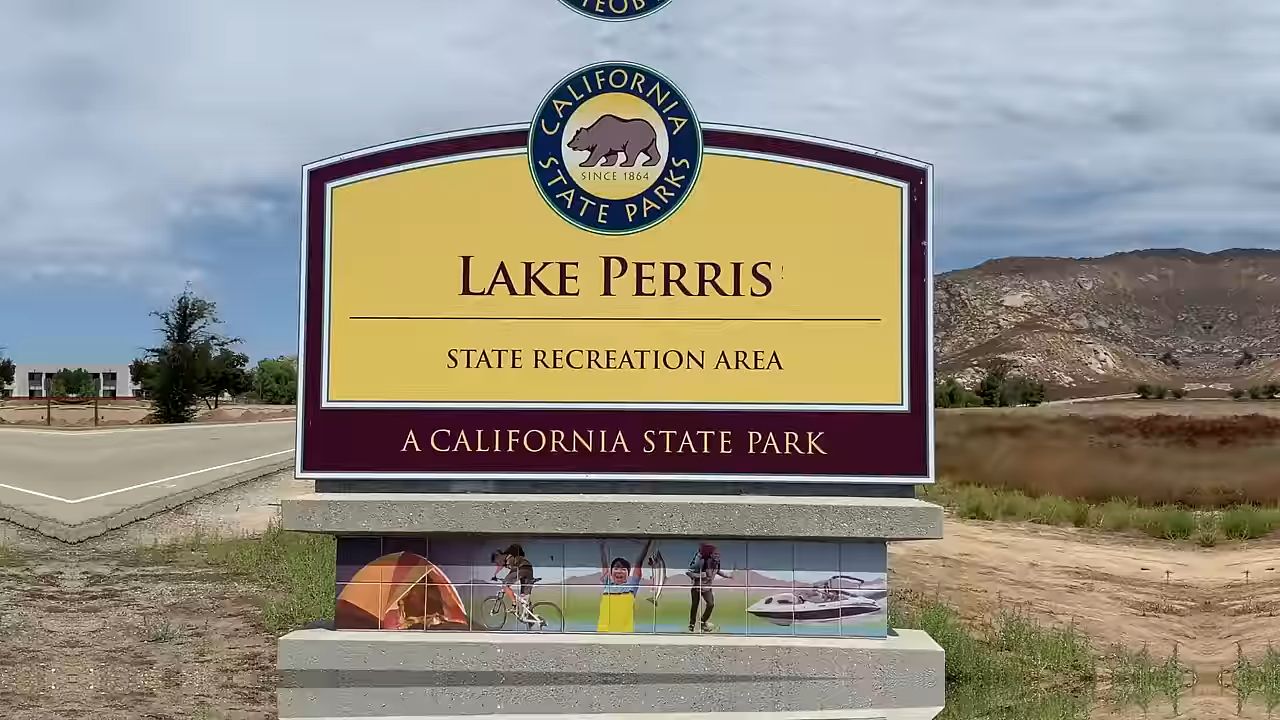 CALIFORNIA
SINCE 1864
STATE PARKS
LAKE PERRIS
STATE RECREATION AREA
A CALIFORNIA STATE PARK